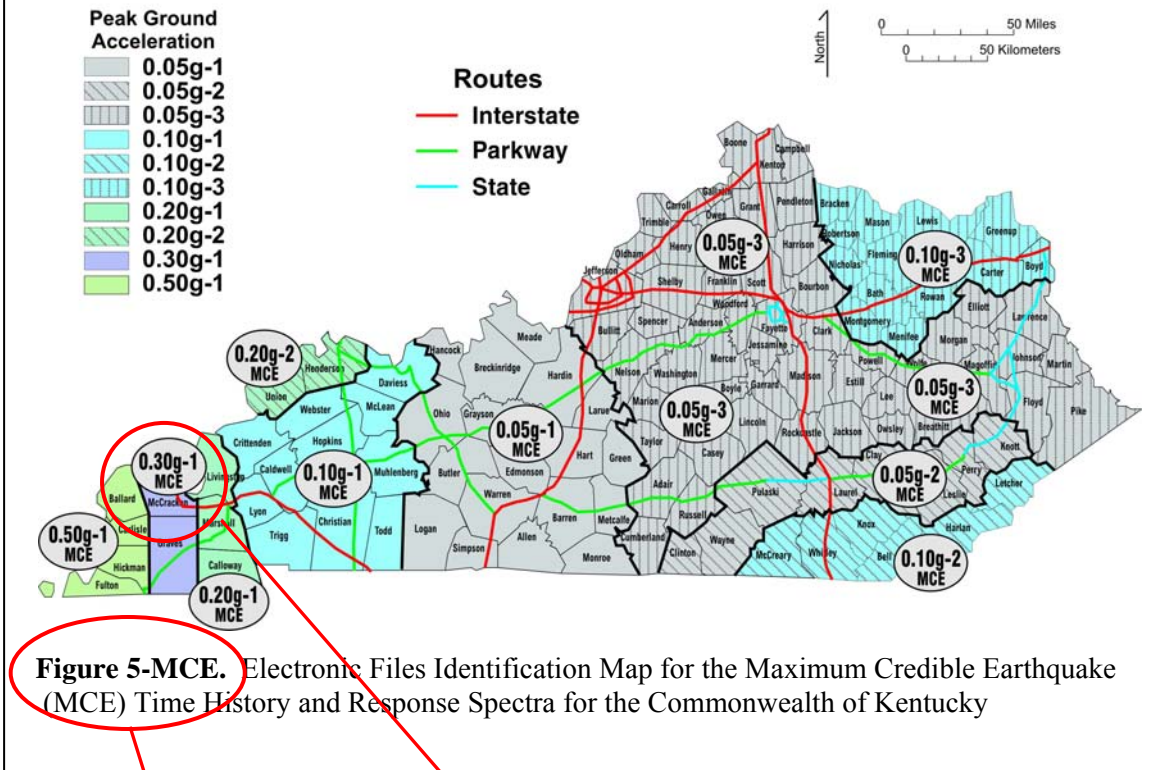 Peak Ground
Acceleration
0.05g-1
0.05g-2
0.05g-3
0.10g-1
0.10g-2
0.10g-3
0.20g-1
0.20g-2
0.30g-1
0.50g-1
Routes
Interstate
Parkway
State
North
0 50 Miles
0 50 Kilometers
Boone
Campbell
Kenton
Grant
Pendleton
Bracken
Carroll
Owen
Trimble
Mason
Lewis
Greenup
Henry
Harrison
Fleming
Oldham
0.05g-3
MCE
Nicholas
0.10g-3
MCE
Carter
Boyd
Jefferson
Shelby
Franklin
Scott
Bourbon
Bath
Rowan
Elliott
Woodford
Lawrence
Bullitt
Spencer
Anderson
Fayette
Clark
Montgomery
Menifee
Morgan
Meade
Hancock
Jessamine
Mercer
Powell
Johnson
Martin
0.20g-2
MCE
Henderson
Daviess
Breckinridge
Hardin
Nelson
Washington
Boyle
Garrard
Madison
Estill
Lee
0.05g-3
MCE
Floyd
Pike
Union
Webster
McLean
Ohio
Grayson
Larue
Marion
0.05g-3
MCE
Lincoln
Rockcastle
Jackson
Owsley
Breathitt
Knott
Crittenden
Hopkins
0.05g-1
MCE
Hart
Green
Taylor
Casey
Clay
Perry
0.30g-1
MCE
Caldwell
0.10g-1
MCE
Muhlenberg
Butler
Edmonson
Adair
Pulaski
Laurel
0.05g-2
MCE
Leslie
Letcher
Ballard
McCracken
Lyon
Warren
Barren
Metcalfe
Russell
Knox
Harlan
0.50g-1
MCE
Carlisle
Graves
Marshall
Trigg
Christian
Todd
Logan
Simpson
Allen
Monroe
Cumberland
Clinton
Wayne
McCreary
Whitley
Bell
0.10g-2
MCE
Hickman
Fulton
Calloway
0.20g-1
MCE
Figure 5-MCE. Electronic Files Identification Map for the Maximum Credible Earthquake
(MCE) Time History and Response Spectra for the Commonwealth of Kentucky